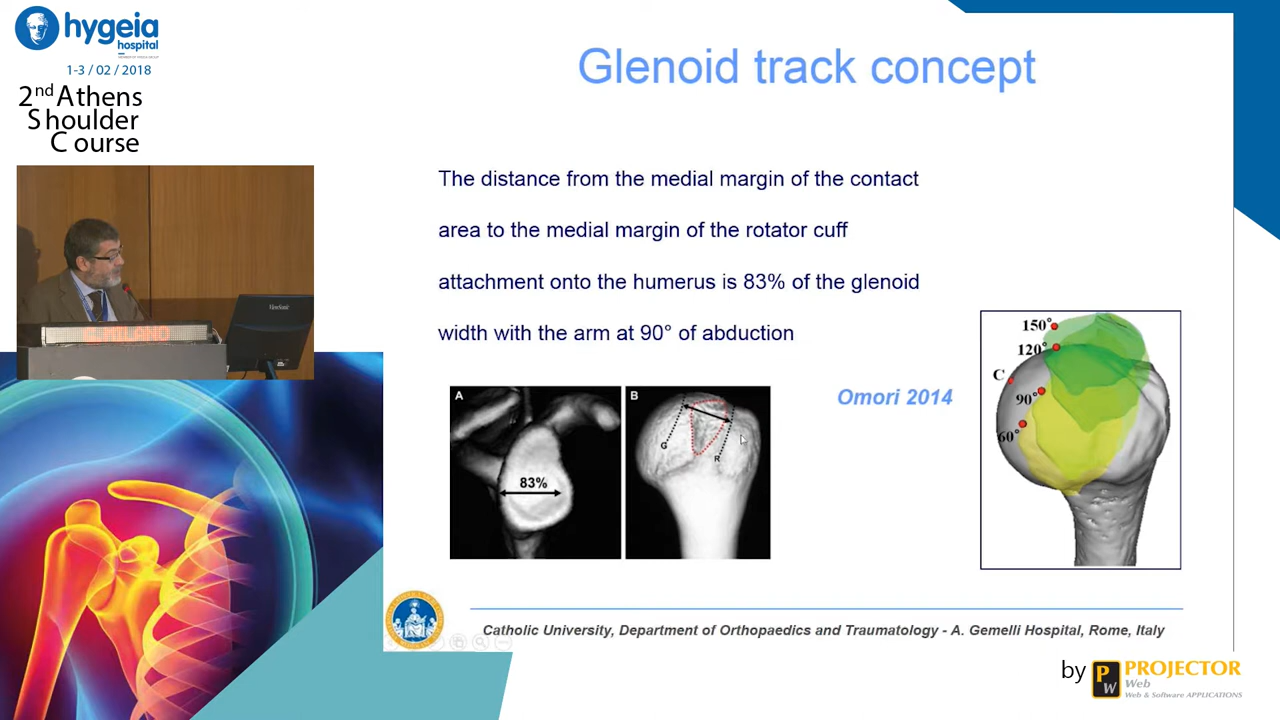 hygeia
hospital
1-3 / 02 / 2018
2nd Athens
Shoulder
Course
Glenoid track concept
The distance from the medial margin of the contact
area to the medial margin of the rotator cuff
attachment onto the humerus is 83% of the glenoid
width with the arm at 90° of abduction
Omori 2014
A
83%
B
G
R
150°
120°
C
90°
60°
ViewSonic
Catholic University, Department of Orthopaedics and Traumatology - A. Gemelli Hospital, Rome, Italy
by
PW
PROJECTOR
Web
Web & Software APPLICATIONS